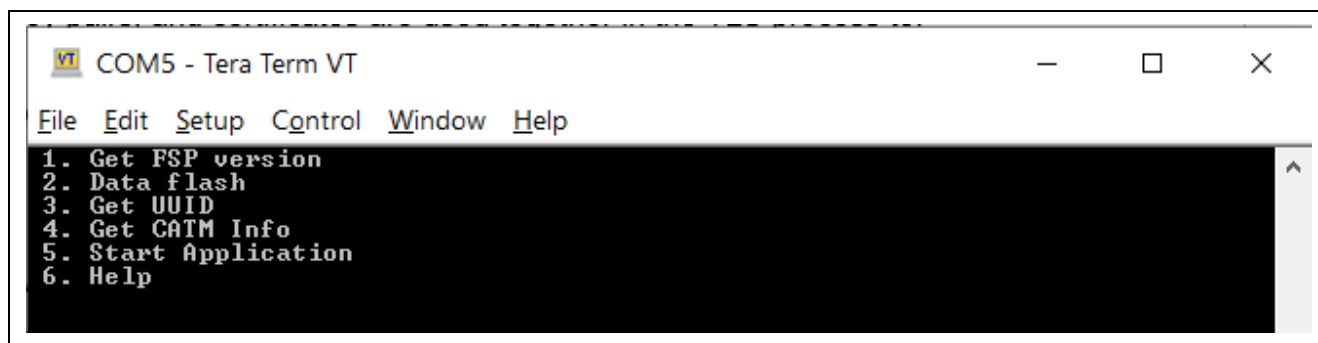 VT COM5 - Tera Term VT
File Edit Setup Control Window Help
1. Get FSP version
2. Data flash
3. Get UUID
4. Get CATM Info
5. Start Application
6. Help